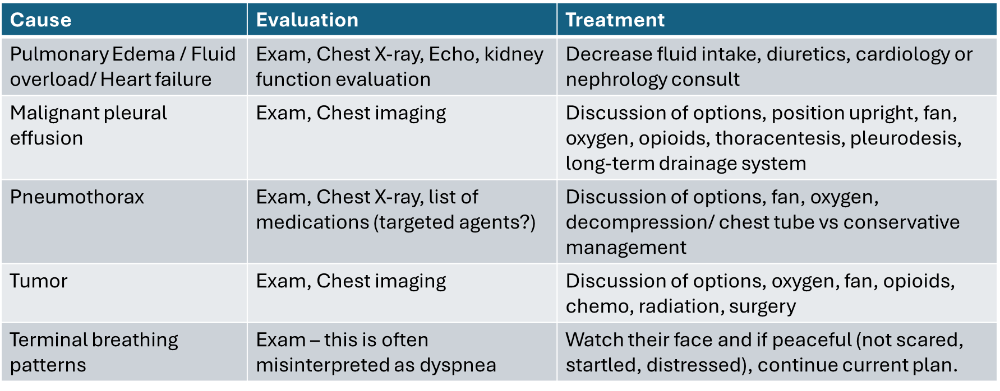 Cause
Evaluation
Treatment
Pulmonary Edema / Fluid
overload/ Heart failure
Exam, Chest X-ray, Echo, kidney
function evaluation
Decrease fluid intake, diuretics, cardiology or
nephrology consult
Malignant pleural
effusion
Exam, Chest imaging
Discussion of options, position upright, fan,
oxygen, opioids, thoracentesis, pleurodesis,
long-term drainage system
Pneumothorax
Exam, Chest X-ray, list of
medications (targeted agents?)
Discussion of options, fan, oxygen,
decompression/ chest tube vs conservative
management
Tumor
Exam, Chest imaging
Discussion of options, oxygen, fan, opioids,
chemo, radiation, surgery
Terminal breathing
patterns
Exam – this is often
misinterpreted as dyspnea
Watch their face and if peaceful (not scared,
startled, distressed), continue current plan.